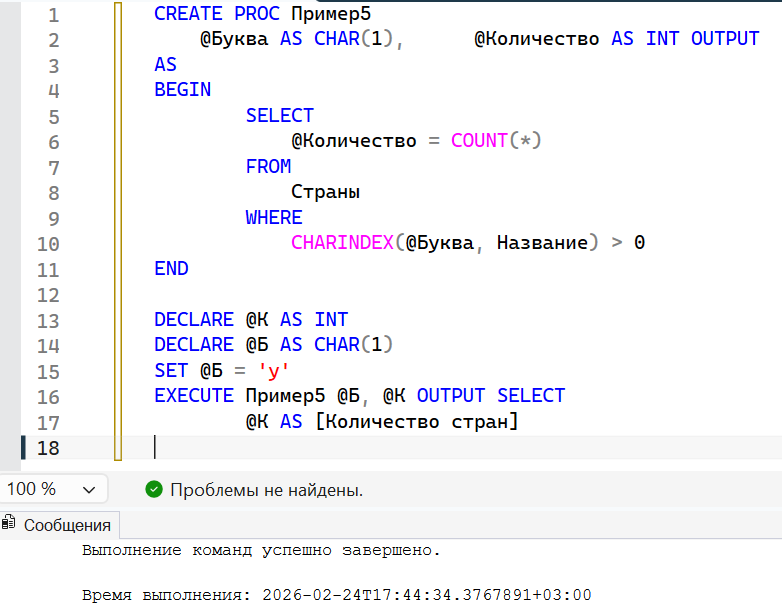 1 CREATE PROC Пример5
2 @Буква AS CHAR(1), @Количество AS INT OUTPUT
3 AS
4 BEGIN
5 SELECT
6 @Количество = COUNT(*)
7 FROM
8 Страны
9 WHERE
10 CHARINDEX(@Буква, Название) > 0
11 END
12
13 DECLARE @К AS INT
14 DECLARE @Б AS CHAR(1)
15 SET @Б = 'у'
16 EXECUTE Пример5 @Б, @К OUTPUT SELECT
17 @К AS [Количество стран]
18
100 % Проблемы не найдены.
Сообщения
Выполнение команд успешно завершено.
Время выполнения: 2026-02-24T17:44:34.3767891+03:00